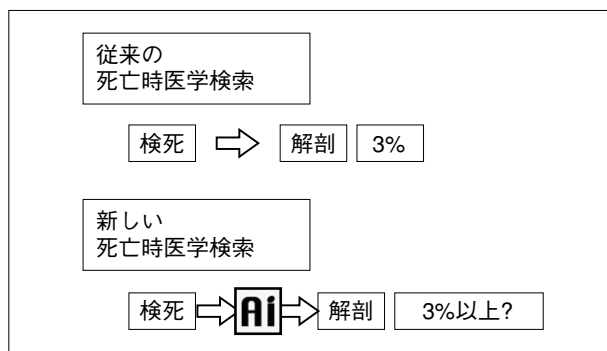 従来の
死亡時医学検索
検死 解剖 3%
新しい
死亡時医学検索
検死 Ai 解剖 3%以上?